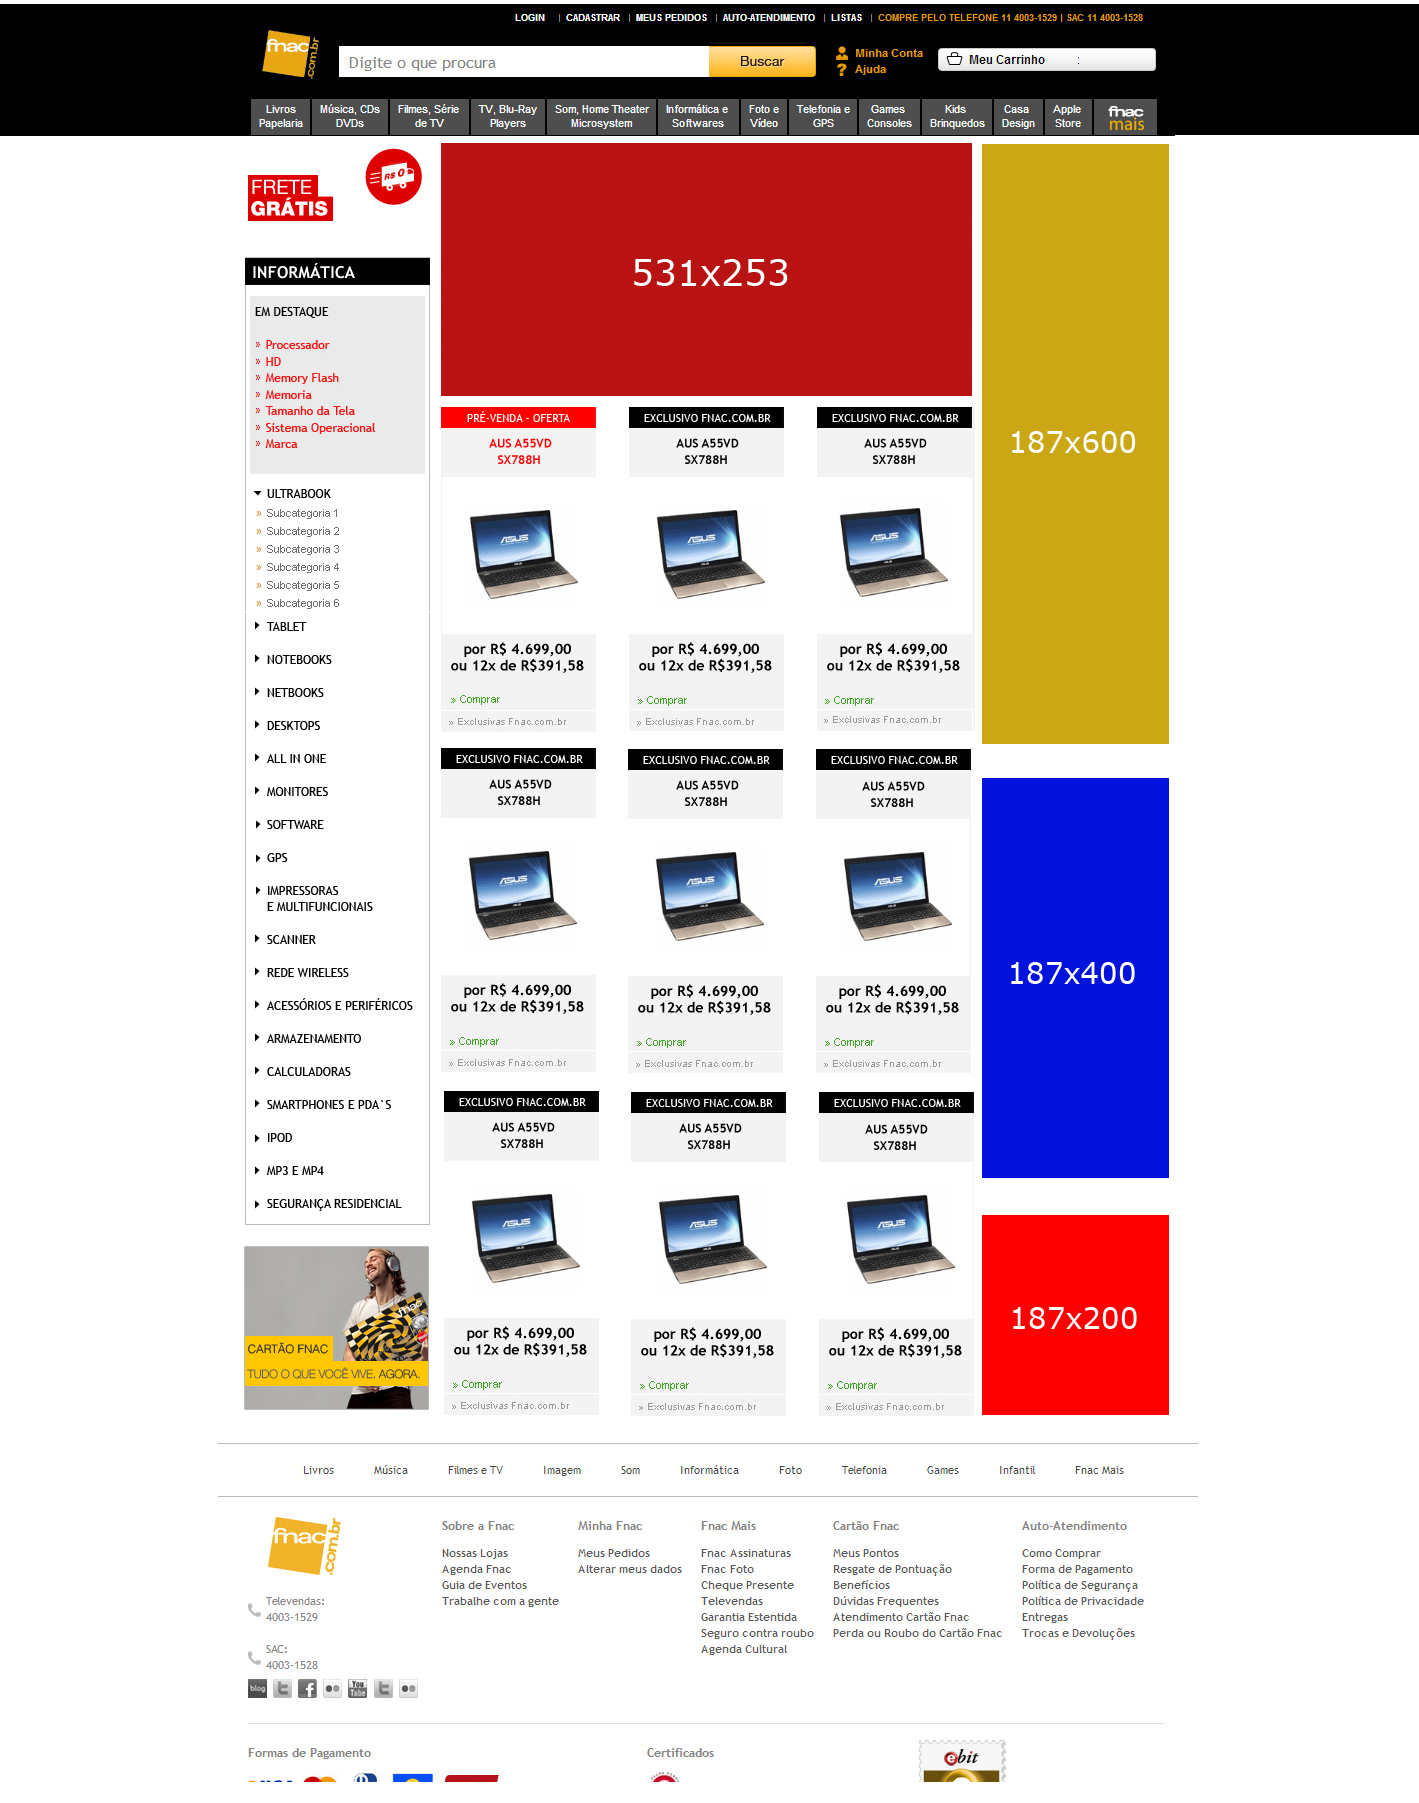 LOGIN | CADASTRAR | MEUS PEDIDOS | AUTO-ATENDIMENTO | LISTAS | COMPRE PELO TELEFONE 11 4003-1529 | SAC 11 4003-1528
fnac.com.br
Digite o que procura
Buscar
Minha Conta
Ajuda
Meu Carrinho :
Livros
Papelaria
Música, CDs
DVDs
Filmes, Série
de TV
TV, Blu-Ray
Players
Som, Home Theater
Microsystem
Informática e
Softwares
Foto e
Vídeo
Telefonia e
GPS
Games
Consoles
Kids
Brinquedos
Casa
Design
Apple
Store
fnac
mais
FRETE
GRÁTIS
R$ 0
531x253
187x600
INFORMÁTICA
EM DESTAQUE
» Processador
» HD
» Memory Flash
» Memoria
» Tamanho da Tela
» Sistema Operacional
» Marca
ULTRABOOK
» Subcategoria 1
» Subcategoria 2
» Subcategoria 3
» Subcategoria 4
» Subcategoria 5
» Subcategoria 6
TABLET
NOTEBOOKS
NETBOOKS
DESKTOPS
ALL IN ONE
MONITORES
SOFTWARE
GPS
IMPRESSORAS
E MULTIFUNCIONAIS
SCANNER
REDE WIRELESS
ACESSÓRIOS E PERIFÉRICOS
ARMAZENAMENTO
CALCULADORAS
SMARTPHONES E PDA`S
IPOD
MP3 E MP4
SEGURANÇA RESIDENCIAL
fnac
CARTÃO FNAC
TUDO O QUE VOCÊ VIVE. AGORA.
PRÉ-VENDA - OFERTA
AUS A55VD
SX788H
ASUS
por R$ 4.699,00
ou 12x de R$391,58
» Comprar
» Exclusivas Fnac.com.br
EXCLUSIVO FNAC.COM.BR
AUS A55VD
SX788H
ASUS
por R$ 4.699,00
ou 12x de R$391,58
» Comprar
» Exclusivas Fnac.com.br
EXCLUSIVO FNAC.COM.BR
AUS A55VD
SX788H
ASUS
por R$ 4.699,00
ou 12x de R$391,58
» Comprar
» Exclusivas Fnac.com.br
EXCLUSIVO FNAC.COM.BR
AUS A55VD
SX788H
ASUS
por R$ 4.699,00
ou 12x de R$391,58
» Comprar
» Exclusivas Fnac.com.br
EXCLUSIVO FNAC.COM.BR
AUS A55VD
SX788H
ASUS
por R$ 4.699,00
ou 12x de R$391,58
» Comprar
» Exclusivas Fnac.com.br
EXCLUSIVO FNAC.COM.BR
AUS A55VD
SX788H
ASUS
por R$ 4.699,00
ou 12x de R$391,58
» Comprar
» Exclusivas Fnac.com.br
EXCLUSIVO FNAC.COM.BR
AUS A55VD
SX788H
ASUS
por R$ 4.699,00
ou 12x de R$391,58
» Comprar
» Exclusivas Fnac.com.br
EXCLUSIVO FNAC.COM.BR
AUS A55VD
SX788H
ASUS
por R$ 4.699,00
ou 12x de R$391,58
» Comprar
» Exclusivas Fnac.com.br
EXCLUSIVO FNAC.COM.BR
AUS A55VD
SX788H
ASUS
por R$ 4.699,00
ou 12x de R$391,58
» Comprar
» Exclusivas Fnac.com.br
187x400
187x200
Livros Música Filmes e TV Imagem Som Informática Foto Telefonia Games Infantil Fnac Mais
fnac.com.br
Televendas:
4003-1529
SAC:
4003-1528
blog
You
Tube
Sobre a Fnac
Nossas Lojas
Agenda Fnac
Guia de Eventos
Trabalhe com a gente
Minha Fnac
Meus Pedidos
Alterar meus dados
Fnac Mais
Fnac Assinaturas
Fnac Foto
Cheque Presente
Televendas
Garantia Estentida
Seguro contra roubo
Agenda Cultural
Cartão Fnac
Meus Pontos
Resgate de Pontuação
Benefícios
Dúvidas Frequentes
Atendimento Cartão Fnac
Perda ou Roubo do Cartão Fnac
Auto-Atendimento
Como Comprar
Forma de Pagamento
Política de Segurança
Política de Privacidade
Entregas
Trocas e Devoluções
Formas de Pagamento
VISA
Certificados
ebit